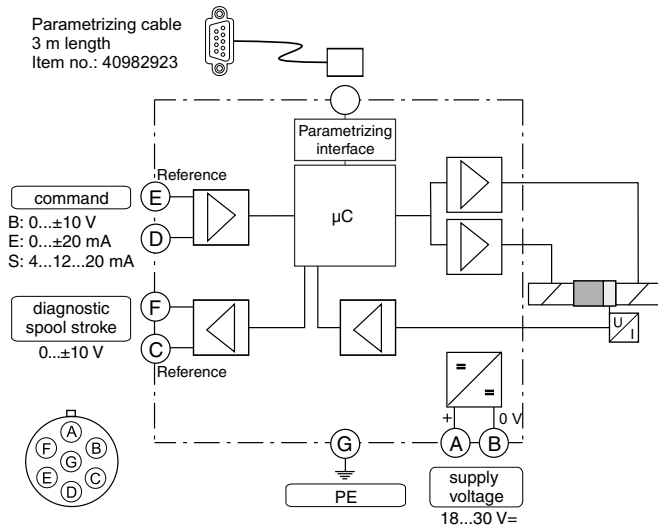 Parametrizing cable
3 m length
Item no.: 40982923
Parametrizing
interface
Reference
command
E
B: 0...±10 V
E: 0...±20 mA
S: 4...12...20 mA
D
µC
diagnostic
spool stroke
F
0...±10 V
C
Reference
U
I
=
=
+
0 V
A
B
G
PE
supply
voltage
18...30 V=
A
F
B
G
E
C
D